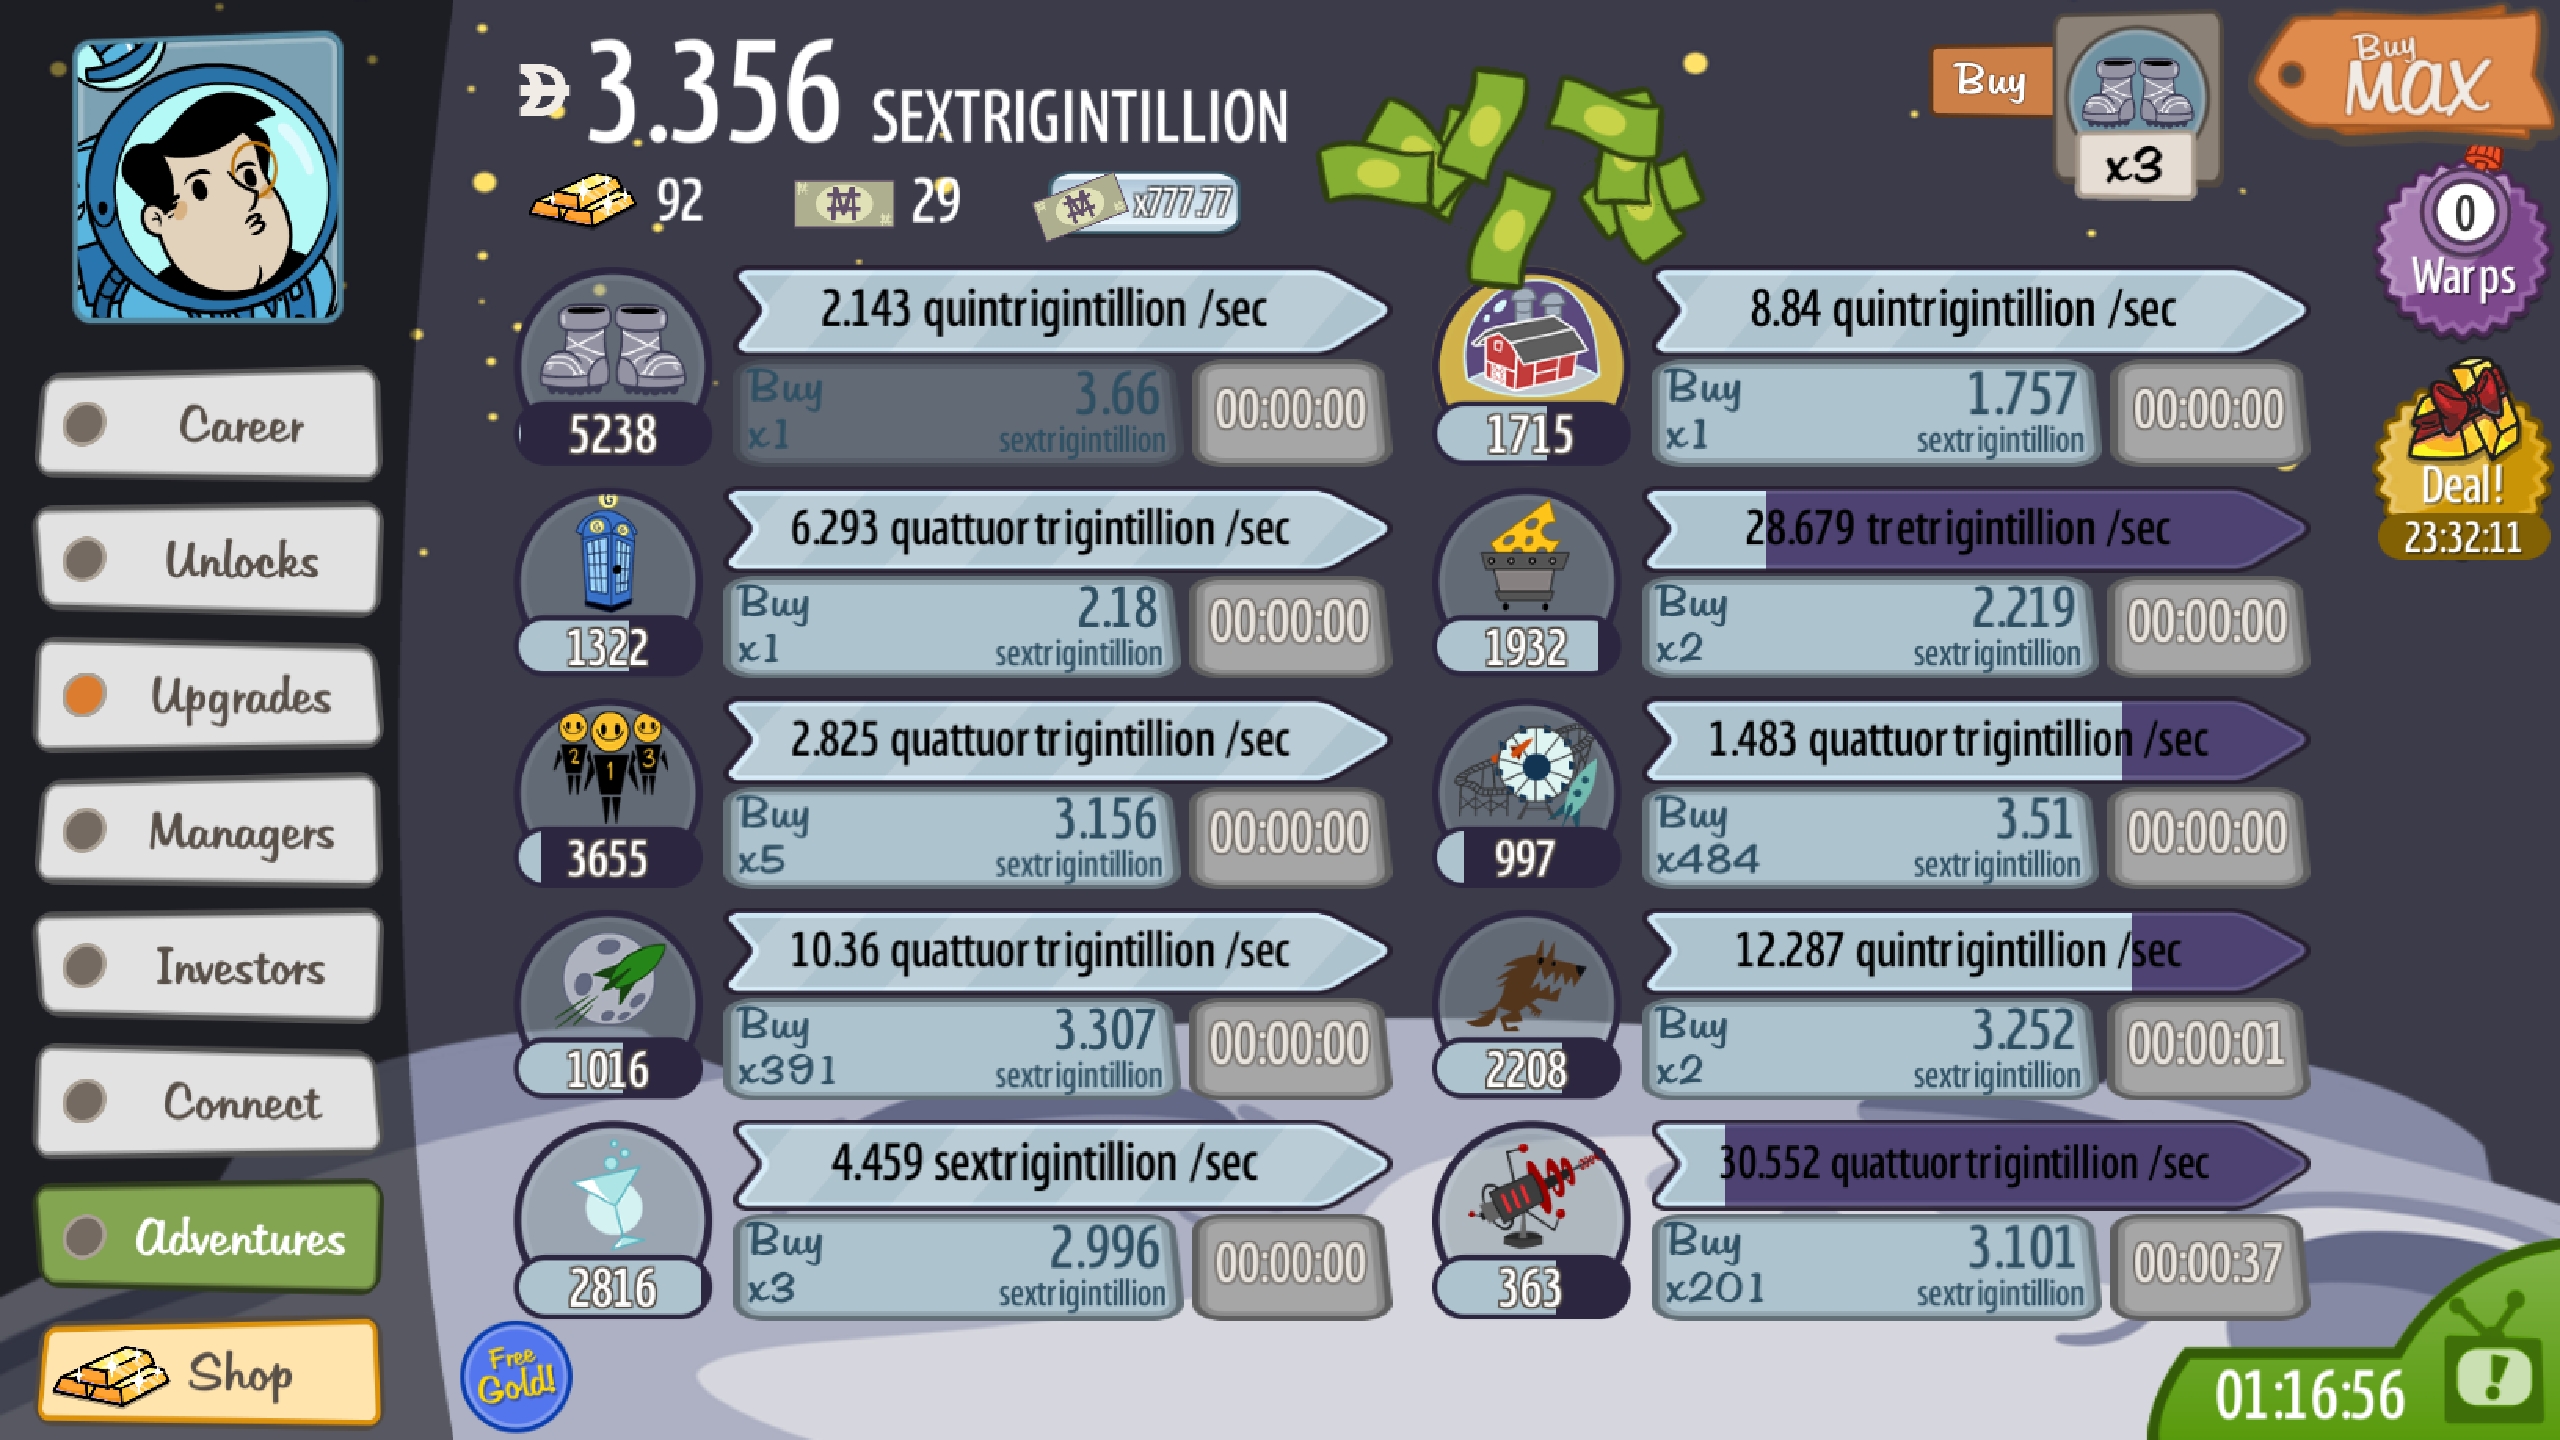 3.356 SEXTRIGINTILLION
92
29
x777.77
Buy
x3
Buy
MAX
0
Warps
Deal!
23:32:11
Career
Unlocks
Upgrades
Managers
Investors
Connect
Adventures
Shop
2.143 quintrigintillion /sec
5238
Buy
x1
3.66
sextrigintillion
00:00:00
8.84 quintrigintillion /sec
1715
Buy
x1
1.757
sextrigintillion
00:00:00
G
6.293 quattuortrigintillion /sec
1322
Buy
x1
2.18
sextrigintillion
00:00:00
28.679 tretrigintillion /sec
1932
Buy
x2
2.219
sextrigintillion
00:00:00
2 1 3
2.825 quattuortrigintillion /sec
3655
Buy
x5
3.156
sextrigintillion
00:00:00
1.483 quattuortrigintillion /sec
997
Buy
x484
3.51
sextrigintillion
00:00:00
10.36 quattuortrigintillion /sec
1016
Buy
x391
3.307
sextrigintillion
00:00:00
12.287 quintrigintillion /sec
2208
Buy
x2
3.252
sextrigintillion
00:00:01
4.459 sextrigintillion /sec
2816
Buy
x3
2.996
sextrigintillion
00:00:00
30.552 quattuortrigintillion /sec
363
Buy
x201
3.101
sextrigintillion
00:00:37
Free
Gold!
01:16:56
!